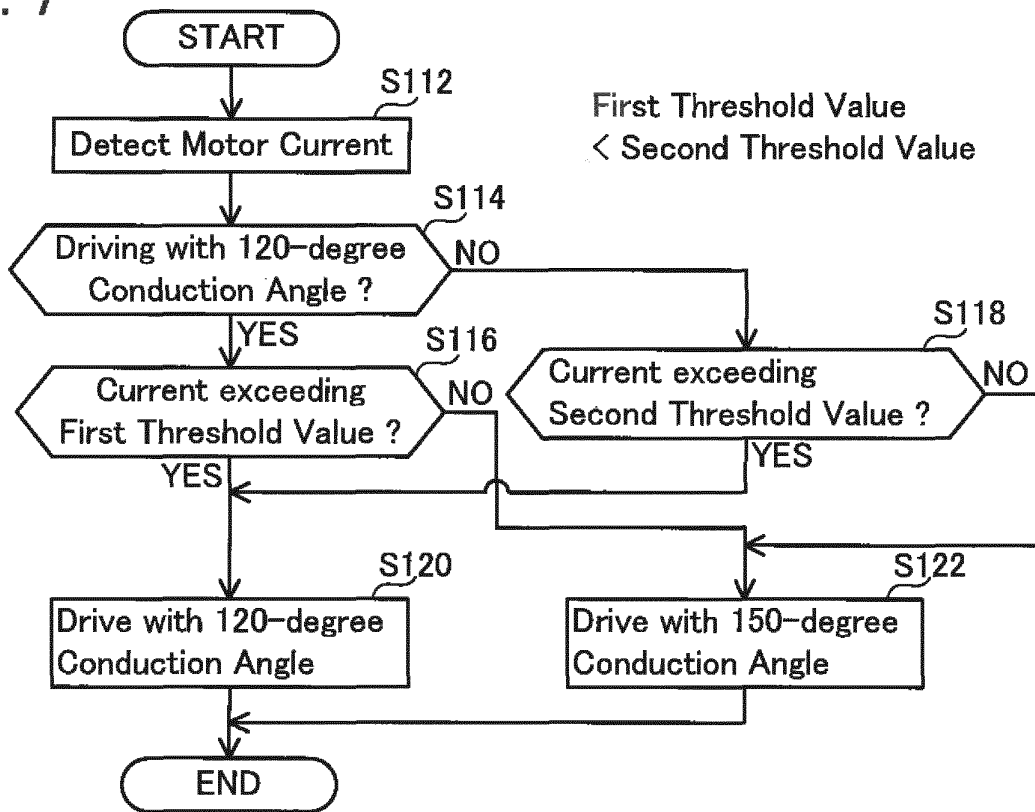 . 7
START
S112
First Threshold Value
< Second Threshold Value
Detect Motor Current
S114
Driving with 120-degree
Conduction Angle ?
NO
YES
S116
S118
Current exceeding
First Threshold Value ?
NO
Current exceeding
Second Threshold Value ?
NO
YES
YES
S120
S122
Drive with 120-degree
Conduction Angle
Drive with 150-degree
Conduction Angle
END